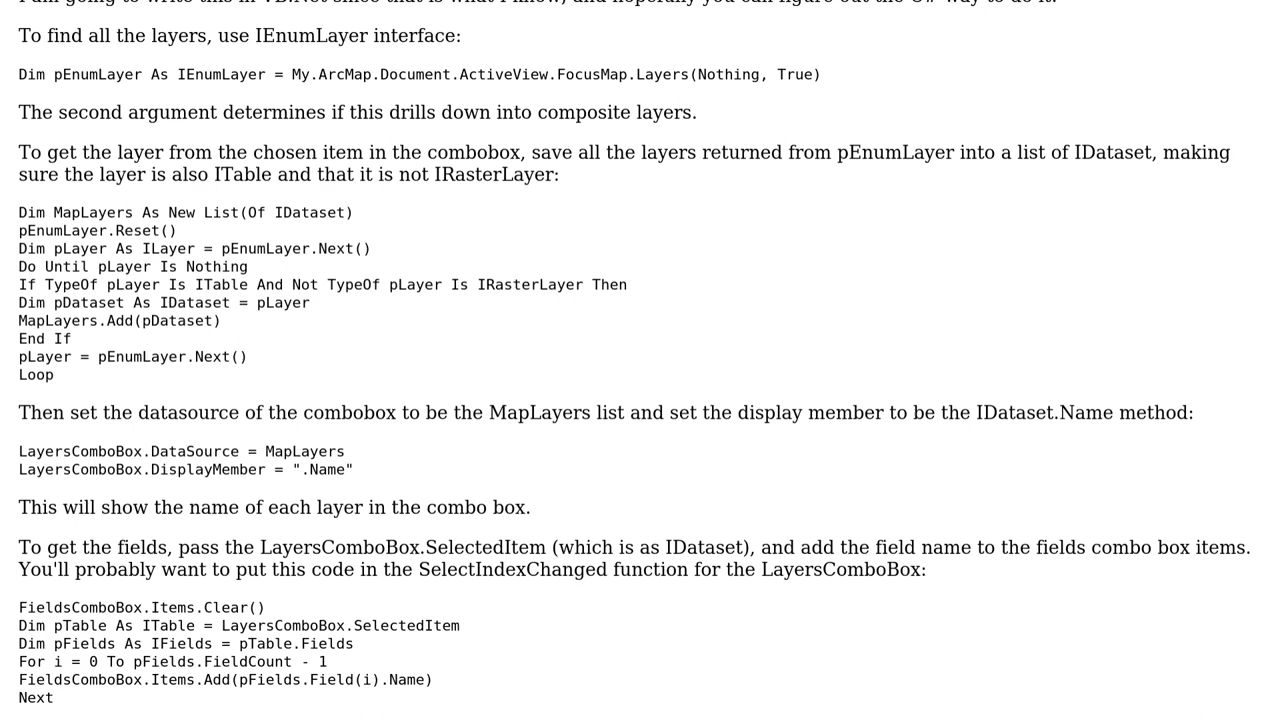 To find all the layers, use IEnumLayer interface:
Dim pEnumLayer As IEnumLayer = My.ArcMap.Document.ActiveView.FocusMap.Layers(Nothing, True)
The second argument determines if this drills down into composite layers.
To get the layer from the chosen item in the combobox, save all the layers returned from pEnumLayer into a list of IDataset, making
sure the layer is also ITable and that it is not IRasterLayer:
Dim MapLayers As New List(Of IDataset)
pEnumLayer.Reset()
Dim pLayer As ILayer = pEnumLayer.Next()
Do Until pLayer Is Nothing
If TypeOf pLayer Is ITable And Not TypeOf pLayer Is IRasterLayer Then
Dim pDataset As IDataset = pLayer
MapLayers.Add(pDataset)
End If
pLayer = pEnumLayer.Next()
Loop
Then set the datasource of the combobox to be the MapLayers list and set the display member to be the IDataset.Name method:
LayersComboBox.DataSource = MapLayers
LayersComboBox.DisplayMember = ".Name"
This will show the name of each layer in the combo box.
To get the fields, pass the LayersComboBox.SelectedItem (which is as IDataset), and add the field name to the fields combo box items.
You'll probably want to put this code in the SelectIndexChanged function for the LayersComboBox:
FieldsComboBox.Items.Clear()
Dim pTable As ITable = LayersComboBox.SelectedItem
Dim pFields As IFields = pTable.Fields
For i = 0 To pFields.FieldCount - 1
FieldsComboBox.Items.Add(pFields.Field(i).Name)
Next